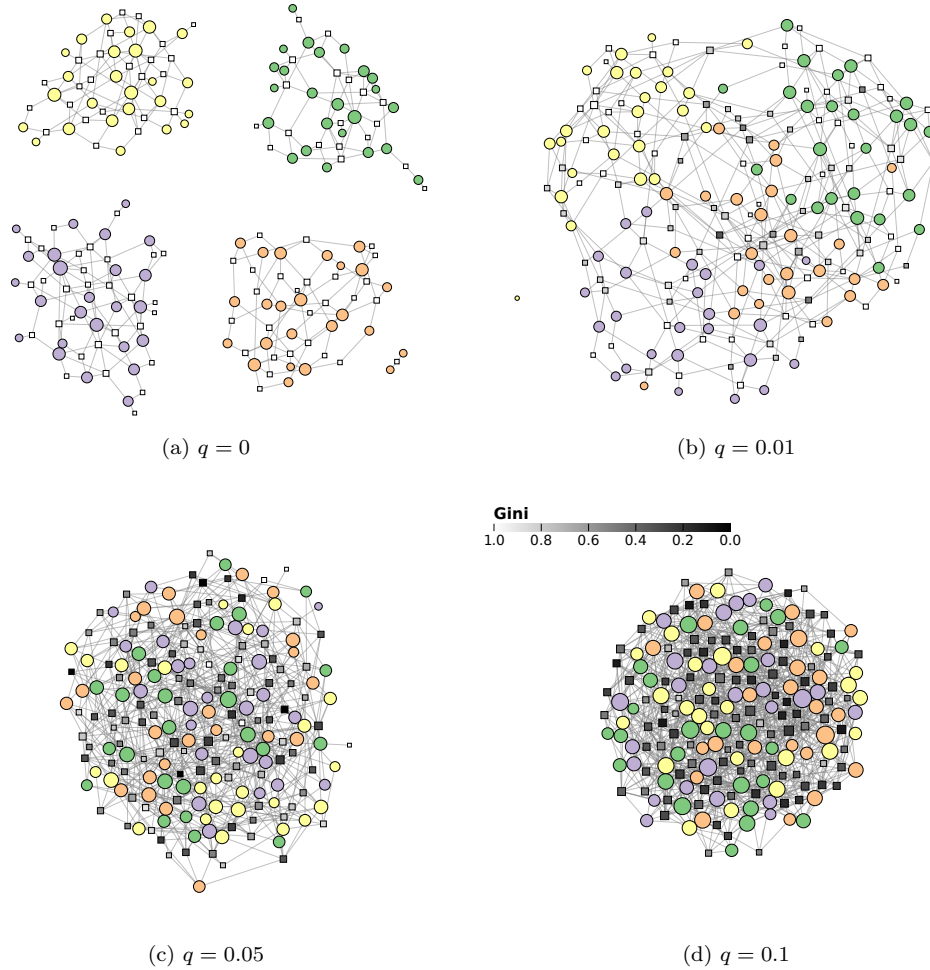 (a) q = 0
(b) q = 0.01
Gini
1.0 0.8 0.6 0.4 0.2 0.0
(c) q = 0.05
(d) q = 0.1